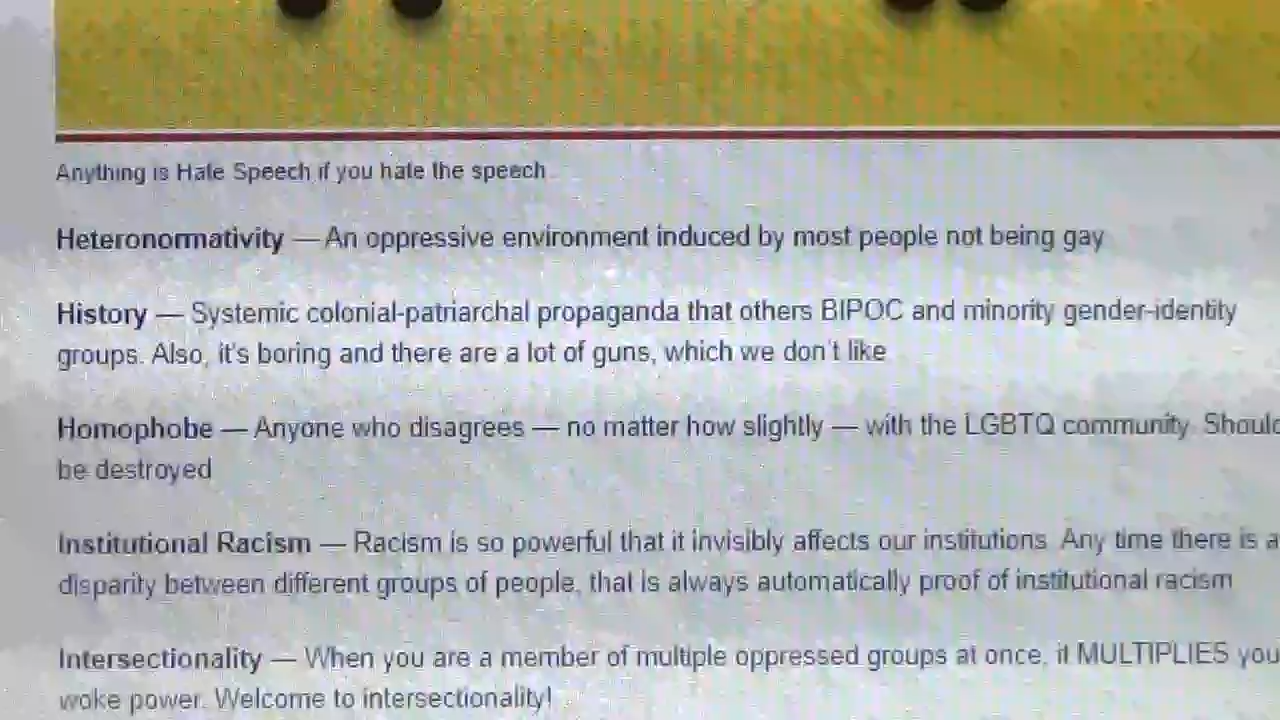 Anything is Hate Speech if you hate the speech
Heteronormativity — An oppressive environment induced by most people not being gay
History — Systemic colonial-patriarchal propaganda that others BIPOC and minority gender-identity
groups. Also, it's boring and there are a lot of guns, which we don't like
Homophobe — Anyone who disagrees — no matter how slightly — with the LGBTQ community. Should
be destroyed
Institutional Racism — Racism is so powerful that it invisibly affects our institutions. Any time there is a
disparity between different groups of people, that is always automatically proof of institutional racism
Intersectionality — When you are a member of multiple oppressed groups at once, it MULTIPLIES you
woke power. Welcome to intersectionality!